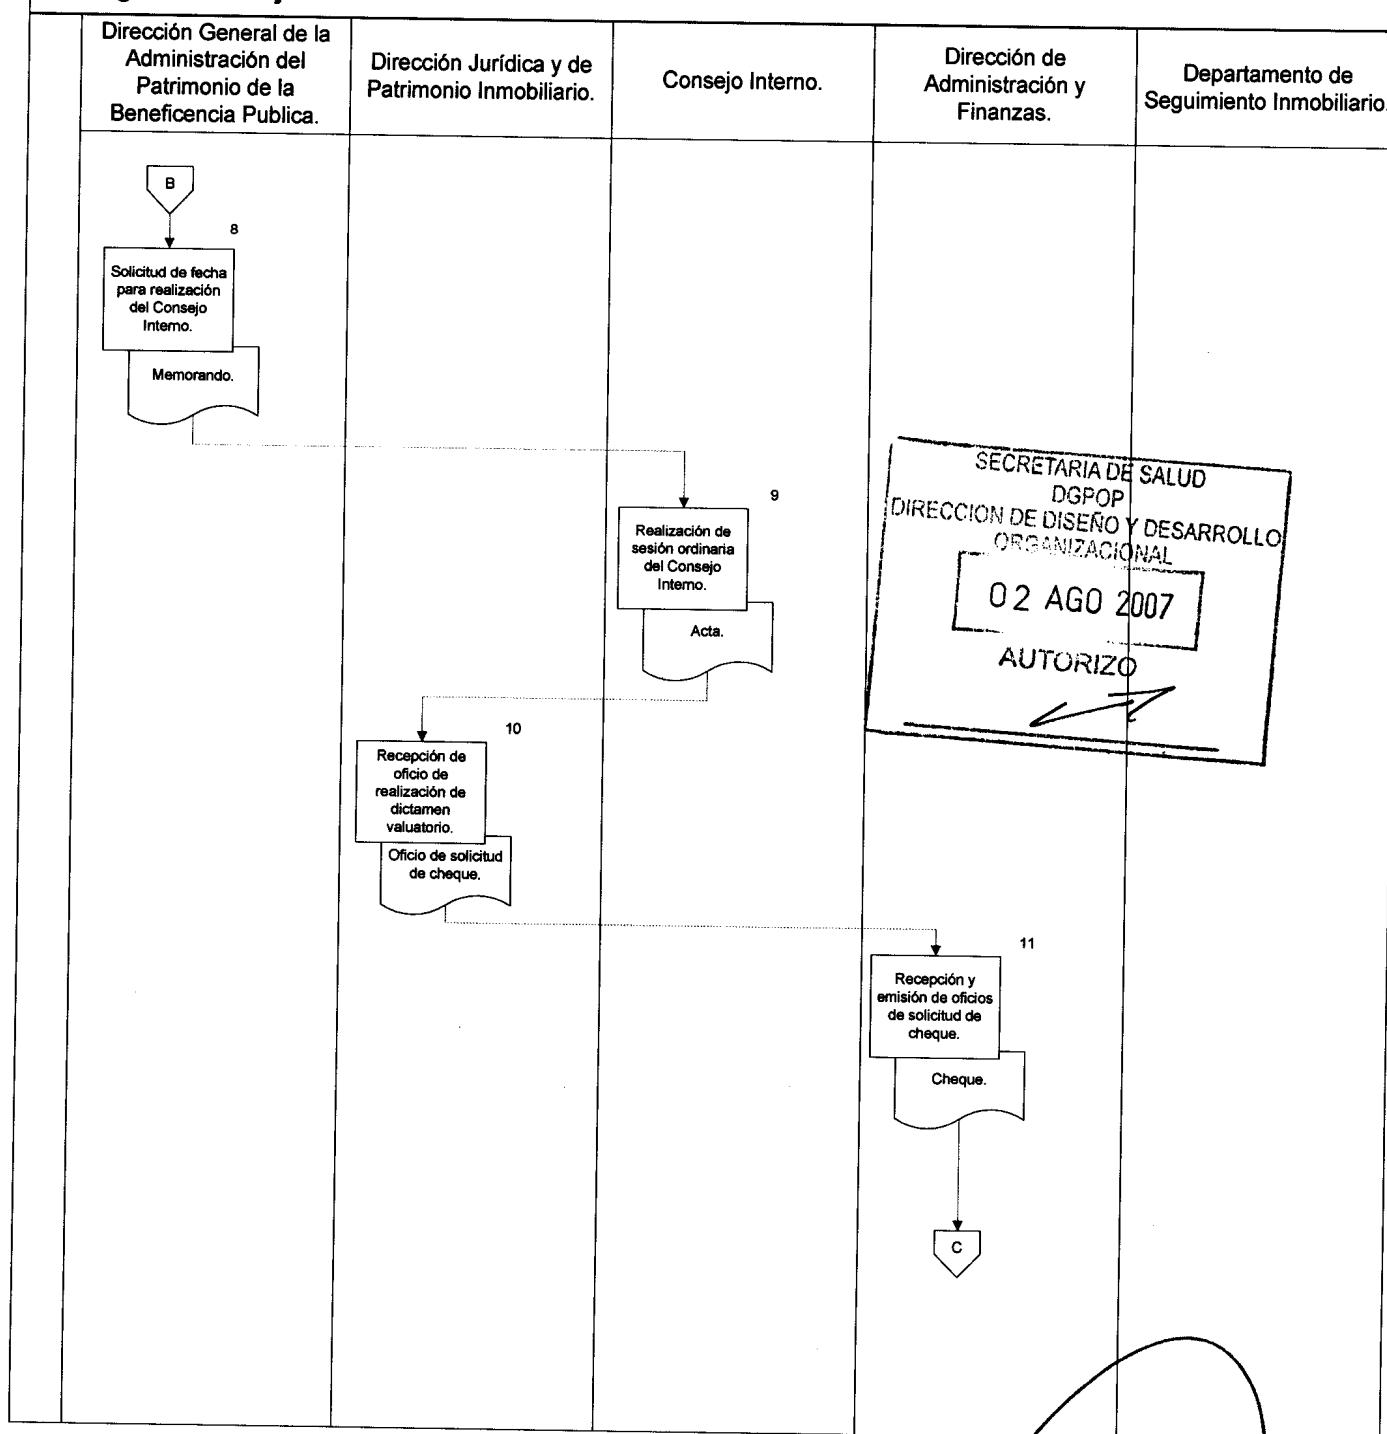 Dirección General de la
Administración del
Patrimonio de la
Beneficencia Publica.
Dirección Jurídica y de
Patrimonio Inmobiliario.
Consejo Interno.
Dirección de
Administración y
Finanzas.
Departamento de
Seguimiento Inmobiliario.
B
8
Solicitud de fecha
para realización
del Consejo
Interno.
Memorando.
9
Realización de
sesión ordinaria
del Consejo
Interno.
Acta.
SECRETARIA DE SALUD
DGPOP
DIRECCION DE DISEÑO Y DESARROLLO
ORGANIZACIONAL
02 AGO 2007
AUTORIZO
10
Recepción de
oficio de
realización de
dictamen
valuatorio.
Oficio de solicitud
de cheque.
11
Recepción y
emisión de oficios
de solicitud de
cheque.
Cheque.
C